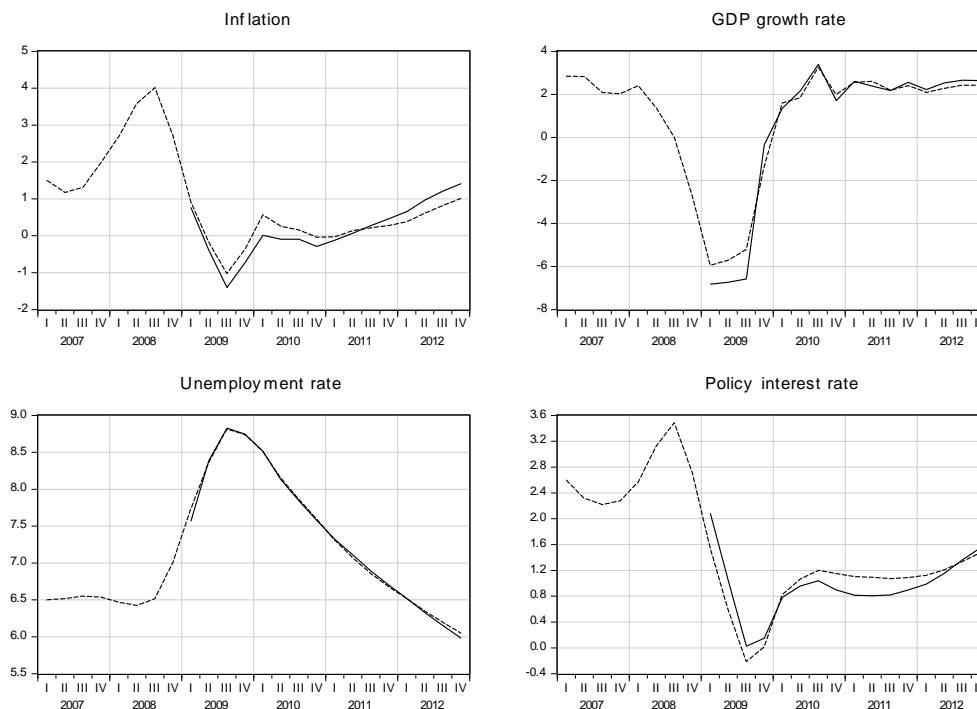 Inflation
5
4
3
2
1
0
-1
-2
I II III IV I II III IV I II III IV I II III IV I II III IV I II III IV
2007 2008 2009 2010 2011 2012
GDP growth rate
4
2
0
-2
-4
-6
-8
I II III IV I II III IV I II III IV I II III IV I II III IV I II III
2007 2008 2009 2010 2011 2012
Unemployment rate
9.0
8.5
8.0
7.5
7.0
6.5
6.0
5.5
I II III IV I II III IV I II III IV I II III IV I II III IV I II III IV
2007 2008 2009 2010 2011 2012
Policy interest rate
3.6
3.2
2.8
2.4
2.0
1.6
1.2
0.8
0.4
0.0
-0.4
I II III IV I II III IV I II III IV I II III IV I II III IV I II III
2007 2008 2009 2010 2011 2012